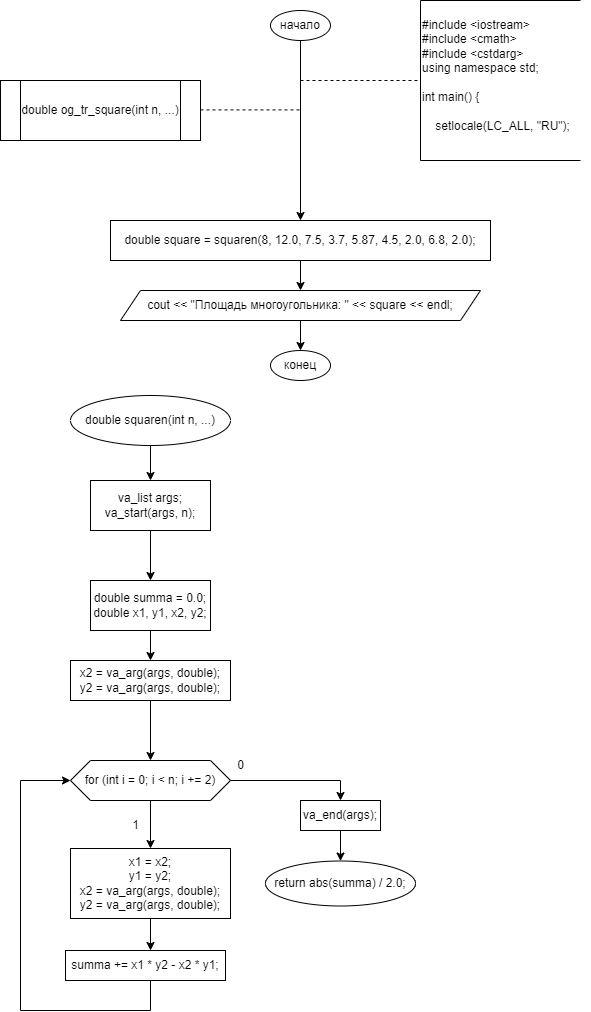 начало
#include <iostream>
#include <cmath>
#include <cstdarg>
using namespace std;
int main() {
setlocale(LC_ALL, "RU");
double og_tr_square(int n, ...)
double square = squaren(8, 12.0, 7.5, 3.7, 5.87, 4.5, 2.0, 6.8, 2.0);
cout << "Площадь многоугольника: " << square << endl;
конец
double squaren(int n, ...)
va_list args;
va_start(args, n);
double summa = 0.0;
double x1, y1, x2, y2;
x2 = va_arg(args, double);
y2 = va_arg(args, double);
for (int i = 0; i < n; i += 2)
0
1
va_end(args);
x1 = x2;
y1 = y2;
x2 = va_arg(args, double);
y2 = va_arg(args, double);
return abs(summa) / 2.0;
summa += x1 * y2 - x2 * y1;